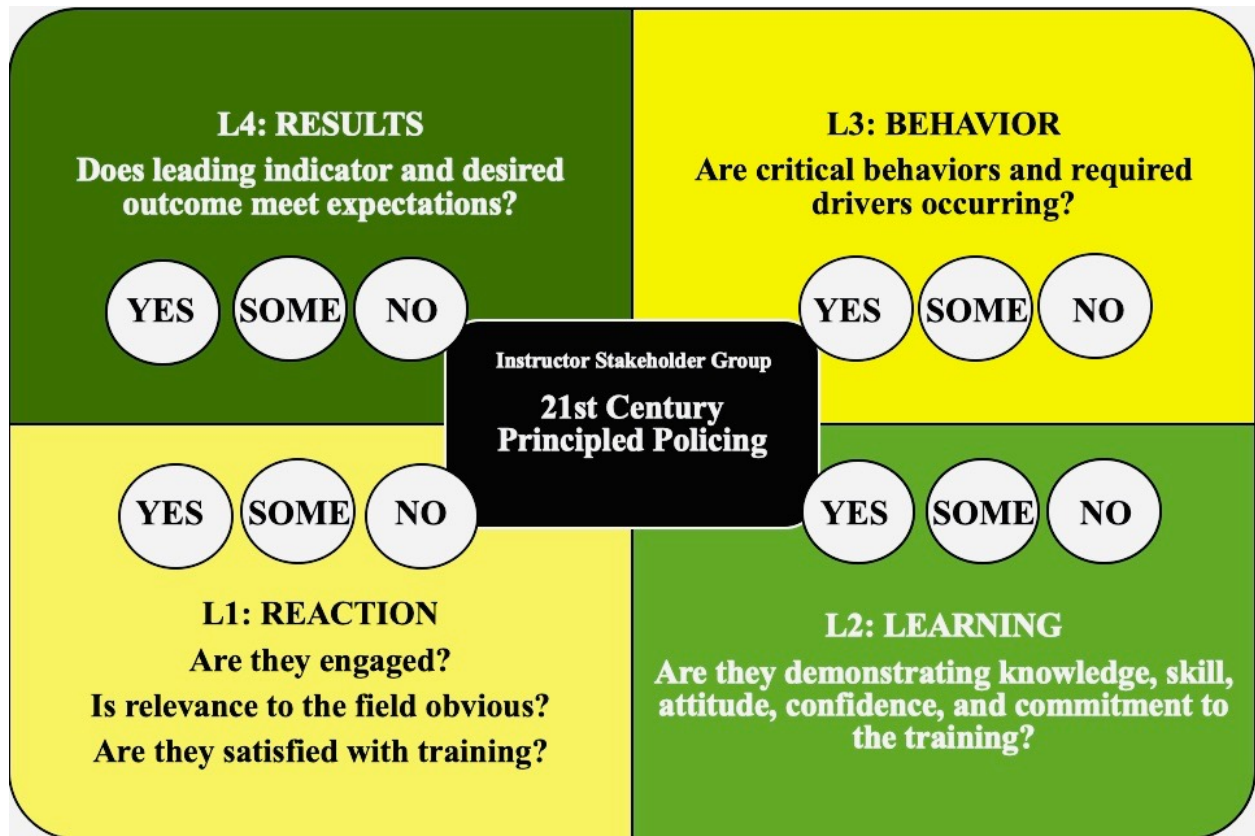 L4: RESULTS
Does leading indicator and desired
outcome meet expectations?
YES SOME NO
L3: BEHAVIOR
Are critical behaviors and required
drivers occurring?
YES SOME NO
Instructor Stakeholder Group
21st Century
Principled Policing
YES SOME NO
L1: REACTION
Are they engaged?
Is relevance to the field obvious?
Are they satisfied with training?
YES SOME NO
L2: LEARNING
Are they demonstrating knowledge, skill,
attitude, confidence, and commitment to
the training?